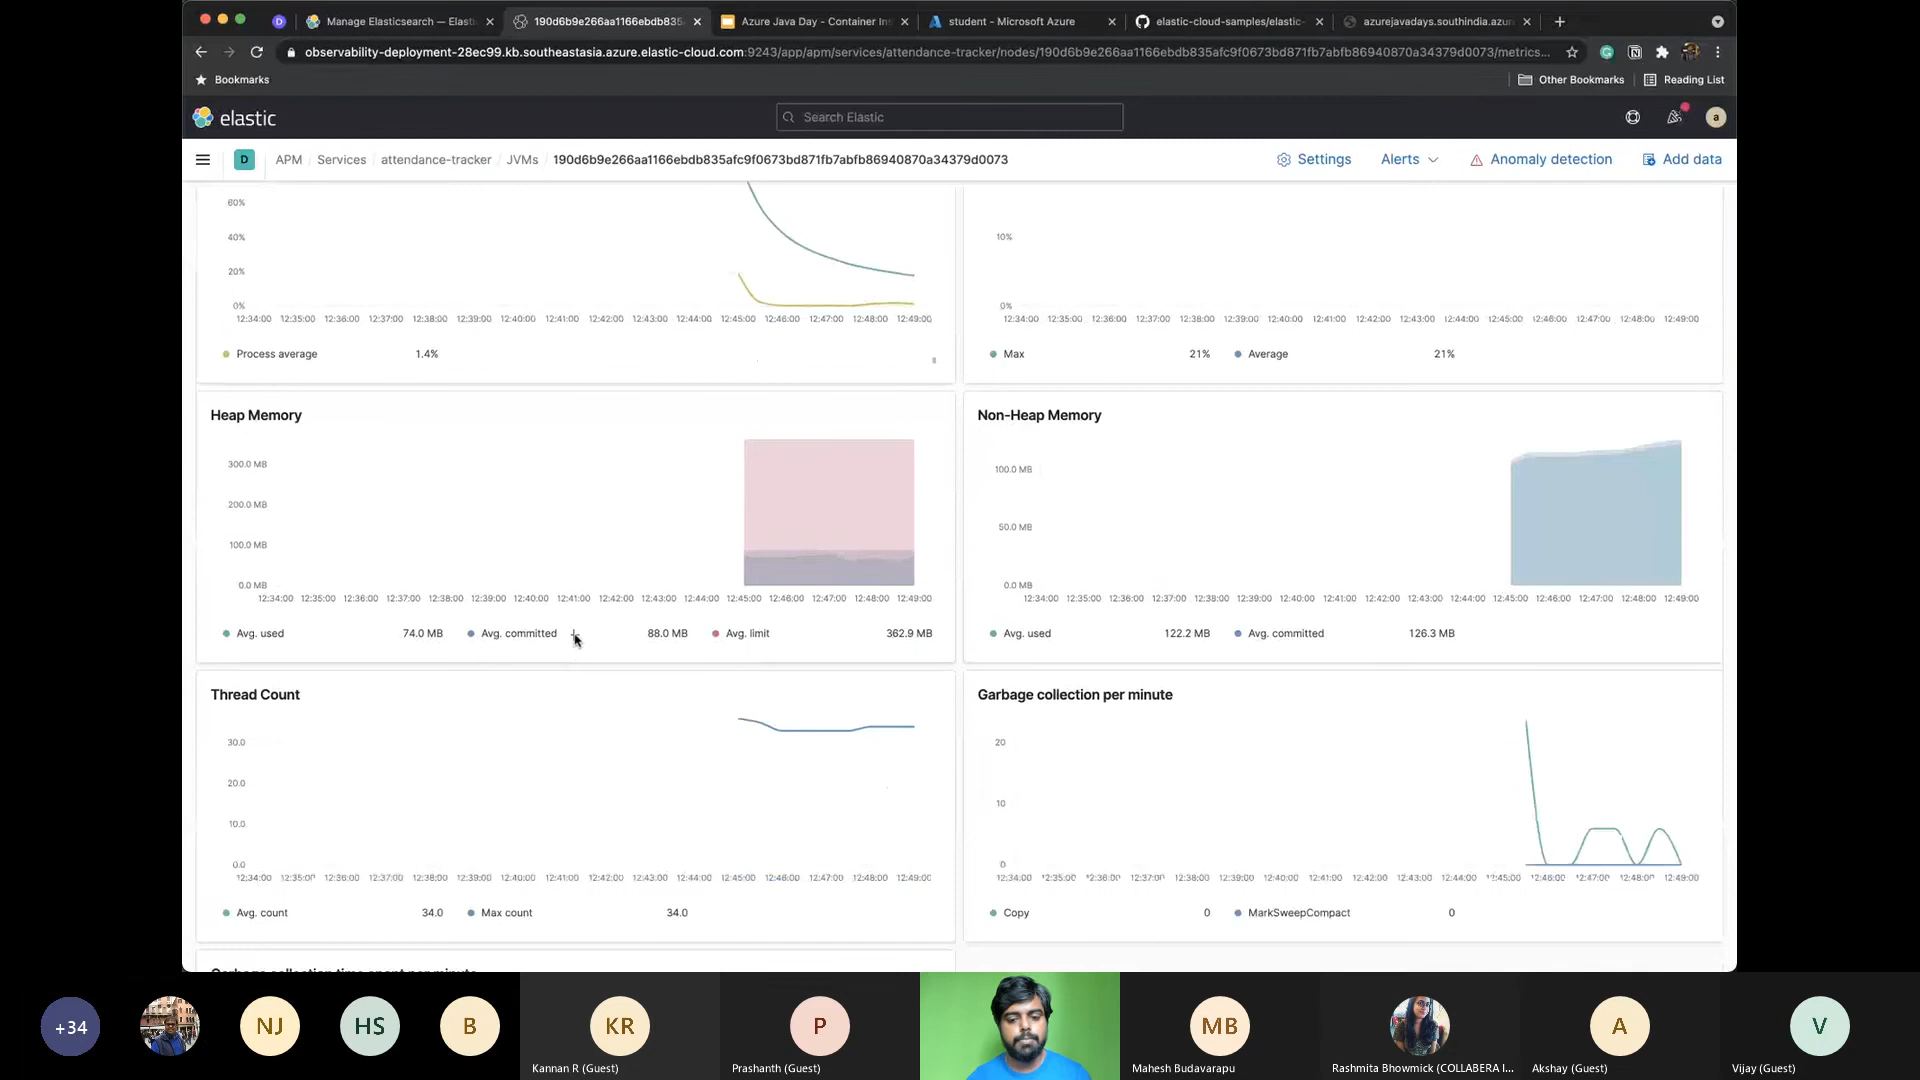 Manage Elasticsearch — Elasti
190d6b9e266aa1166ebdb835
Azure Java Day - Container Ins
student - Microsoft Azure
elastic-cloud-samples/elastic-
azurejavadays.southindia.azur
observability-deployment-28ec99.kb.southeastasia.azure.elastic-cloud.com:9243/app/apm/services/attendance-tracker/nodes/190d6b9e266aa1166ebdb835afc9f0673bd871fb7abfb86940870a34379d0073/metrics...
Bookmarks
Other Bookmarks
Reading List
elastic
Search Elastic
a
D
APM
Services
attendance-tracker
JVMs
190d6b9e266aa1166ebdb835afc9f0673bd871fb7abfb86940870a34379d0073
Settings
Alerts
Anomaly detection
Add data
60%
40%
20%
0%
12:34:00 12:35:00 12:36:00 12:37:00 12:38:00 12:39:00 12:40:00 12:41:00 12:42:00 12:43:00 12:44:00 12:45:00 12:46:00 12:47:00 12:48:00 12:49:00
Process average 1.4%
10%
0%
12:34:00 12:35:00 12:36:00 12:37:00 12:38:00 12:39:00 12:40:00 12:41:00 12:42:00 12:43:00 12:44:00 12:45:00 12:46:00 12:47:00 12:48:00 12:49:00
Max 21% Average 21%
Heap Memory
300.0 MB
200.0 MB
100.0 MB
0.0 MB
12:34:00 12:35:00 12:36:00 12:37:00 12:38:00 12:39:00 12:40:00 12:41:00 12:42:00 12:43:00 12:44:00 12:45:00 12:46:00 12:47:00 12:48:00 12:49:00
Avg. used 74.0 MB Avg. committed 88.0 MB Avg. limit 362.9 MB
Non-Heap Memory
100.0 MB
50.0 MB
0.0 MB
12:34:00 12:35:00 12:36:00 12:37:00 12:38:00 12:39:00 12:40:00 12:41:00 12:42:00 12:43:00 12:44:00 12:45:00 12:46:00 12:47:00 12:48:00 12:49:00
Avg. used 122.2 MB Avg. committed 126.3 MB
Thread Count
30.0
20.0
10.0
0.0
12:34:00 12:35:00 12:36:00 12:37:00 12:38:00 12:39:00 12:40:00 12:41:00 12:42:00 12:43:00 12:44:00 12:45:00 12:46:00 12:47:00 12:48:00 12:49:00
Avg. count 34.0 Max count 34.0
Garbage collection per minute
20
10
0
12:34:00 12:35:00 12:36:00 12:37:00 12:38:00 12:39:00 12:40:00 12:41:00 12:42:00 12:43:00 12:44:00 12:45:00 12:46:00 12:47:00 12:48:00 12:49:00
Copy 0 MarkSweepCompact 0
+34
NJ
HS
B
KR
Kannan R (Guest)
P
Prashanth (Guest)
MB
Mahesh Budavarapu
Rashmita Bhowmick (COLLABERA I...
A
Akshay (Guest)
V
Vijay (Guest)